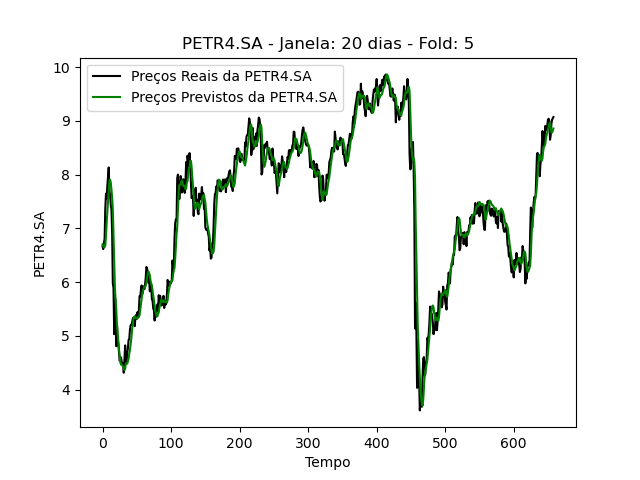 PETR4.SA - Janela: 20 dias - Fold: 5
Preços Reais da PETR4.SA
Preços Previstos da PETR4.SA
PETR4.SA
10
9
8
7
6
5
4
0 100 200 300 400 500 600
Tempo